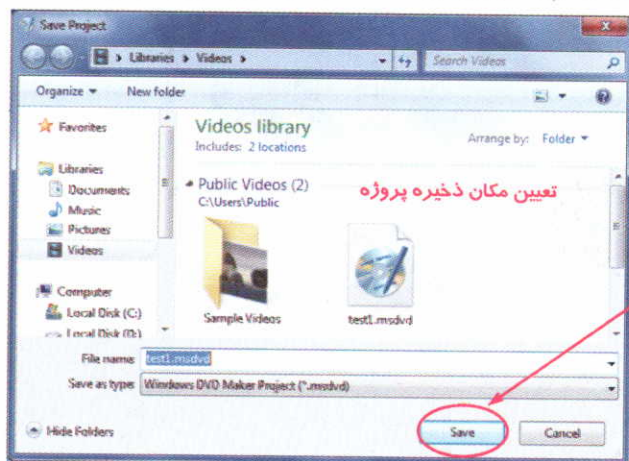 Save Project
Libraries ▸ Videos ▸
Search Videos
Organize ▾ New folder
Favorites
Libraries
Documents
Music
Pictures
Videos
Computer
Local Disk (C:)
Local Disk (D:)
Videos library
Includes: 2 locations
Arrange by: Folder ▾
Public Videos (2)
C:\Users\Public
تعیین مکان ذخیره پروژه
Sample Videos
test1.msdvd
File name: test1.msdvd
Save as type: Windows DVD Maker Project (*.msdvd)
Hide Folders
Save
Cancel